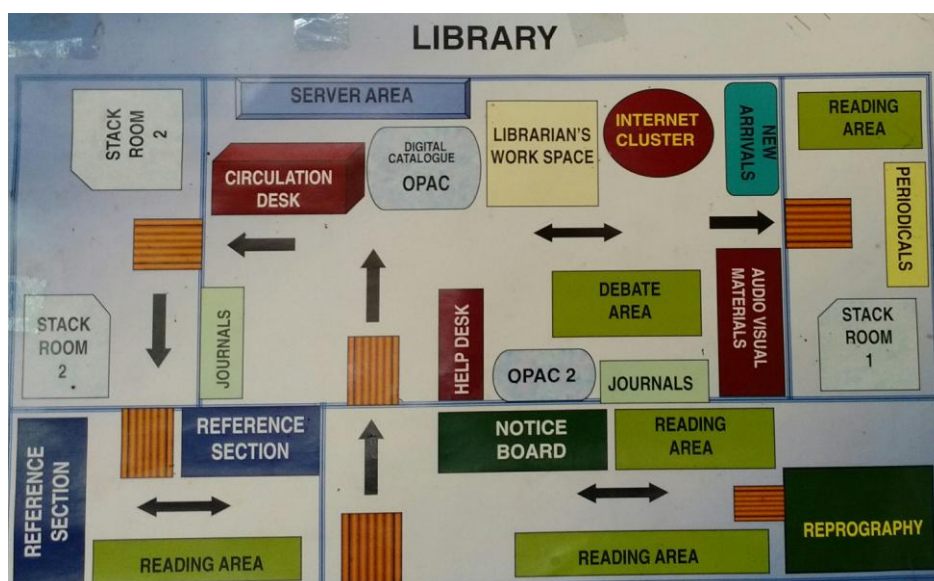 LIBRARY
SERVER AREA
STACK
ROOM
2
CIRCULATION
DESK
DIGITAL
CATALOGUE
OPAC
LIBRARIAN'S
WORK SPACE
INTERNET
CLUSTER
NEW
ARRIVALS
READING
AREA
PERIODICALS
STACK
ROOM
2
JOURNALS
HELP DESK
DEBATE
AREA
OPAC 2
JOURNALS
AUDIO VISUAL
MATERIALS
STACK
ROOM
1
REFERENCE
SECTION
REFERENCE
SECTION
READING AREA
NOTICE
BOARD
READING
AREA
READING AREA
REPROGRAPHY